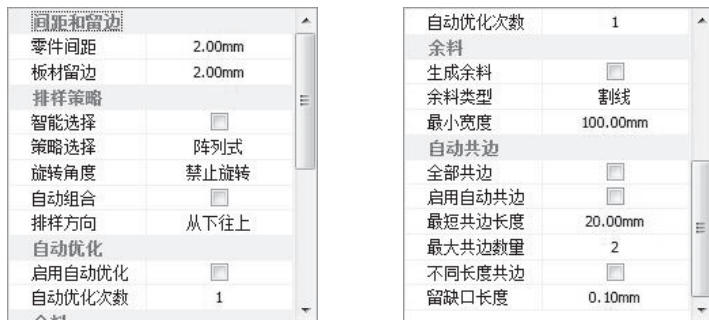 间距和留边
零件间距 2.00mm
板材留边 2.00mm
排样策略
智能选择
策略选择 阵列式
旋转角度 禁止旋转
自动组合
排样方向 从下往上
自动优化
启用自动优化
自动优化次数 1
余料
自动优化次数 1
余料
生成余料
余料类型 割线
最小宽度 100.00mm
自动共边
全部共边
启用自动共边
最短共边长度 20.00mm
最大共边数量 2
不同长度共边
留缺口长度 0.10mm